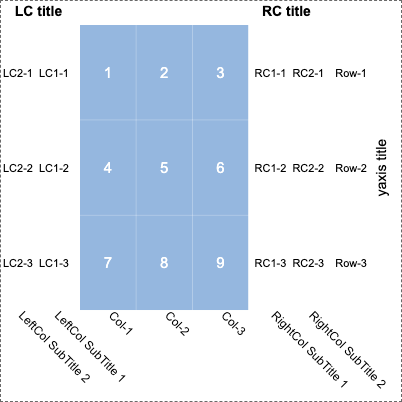 LC title RC title
LC2-1 LC1-1 1 2 3 RC1-1 RC2-1 Row-1
LC2-2 LC1-2 4 5 6 RC1-2 RC2-2 Row-2
yaxis title
LC2-3 LC1-3 7 8 9 RC1-3 RC2-3 Row-3
LeftCol SubTitle 2
LeftCol SubTitle 1
Col-1
Col-2
Col-3
RightCol SubTitle 1
RightCol SubTitle 2